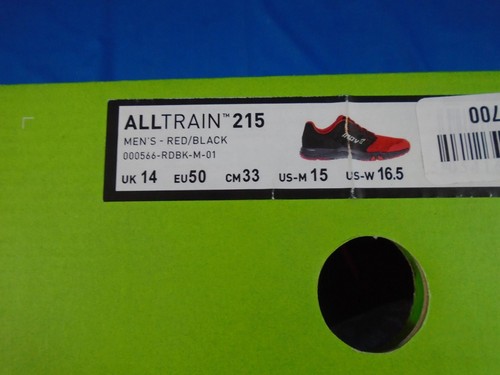 ALLTRAIN™ 215
MEN'S - RED/BLACK
000566-RDBK-M-01
UK 14 EU 50 CM 33 US-M 15 US-W 16.5
inov8
700